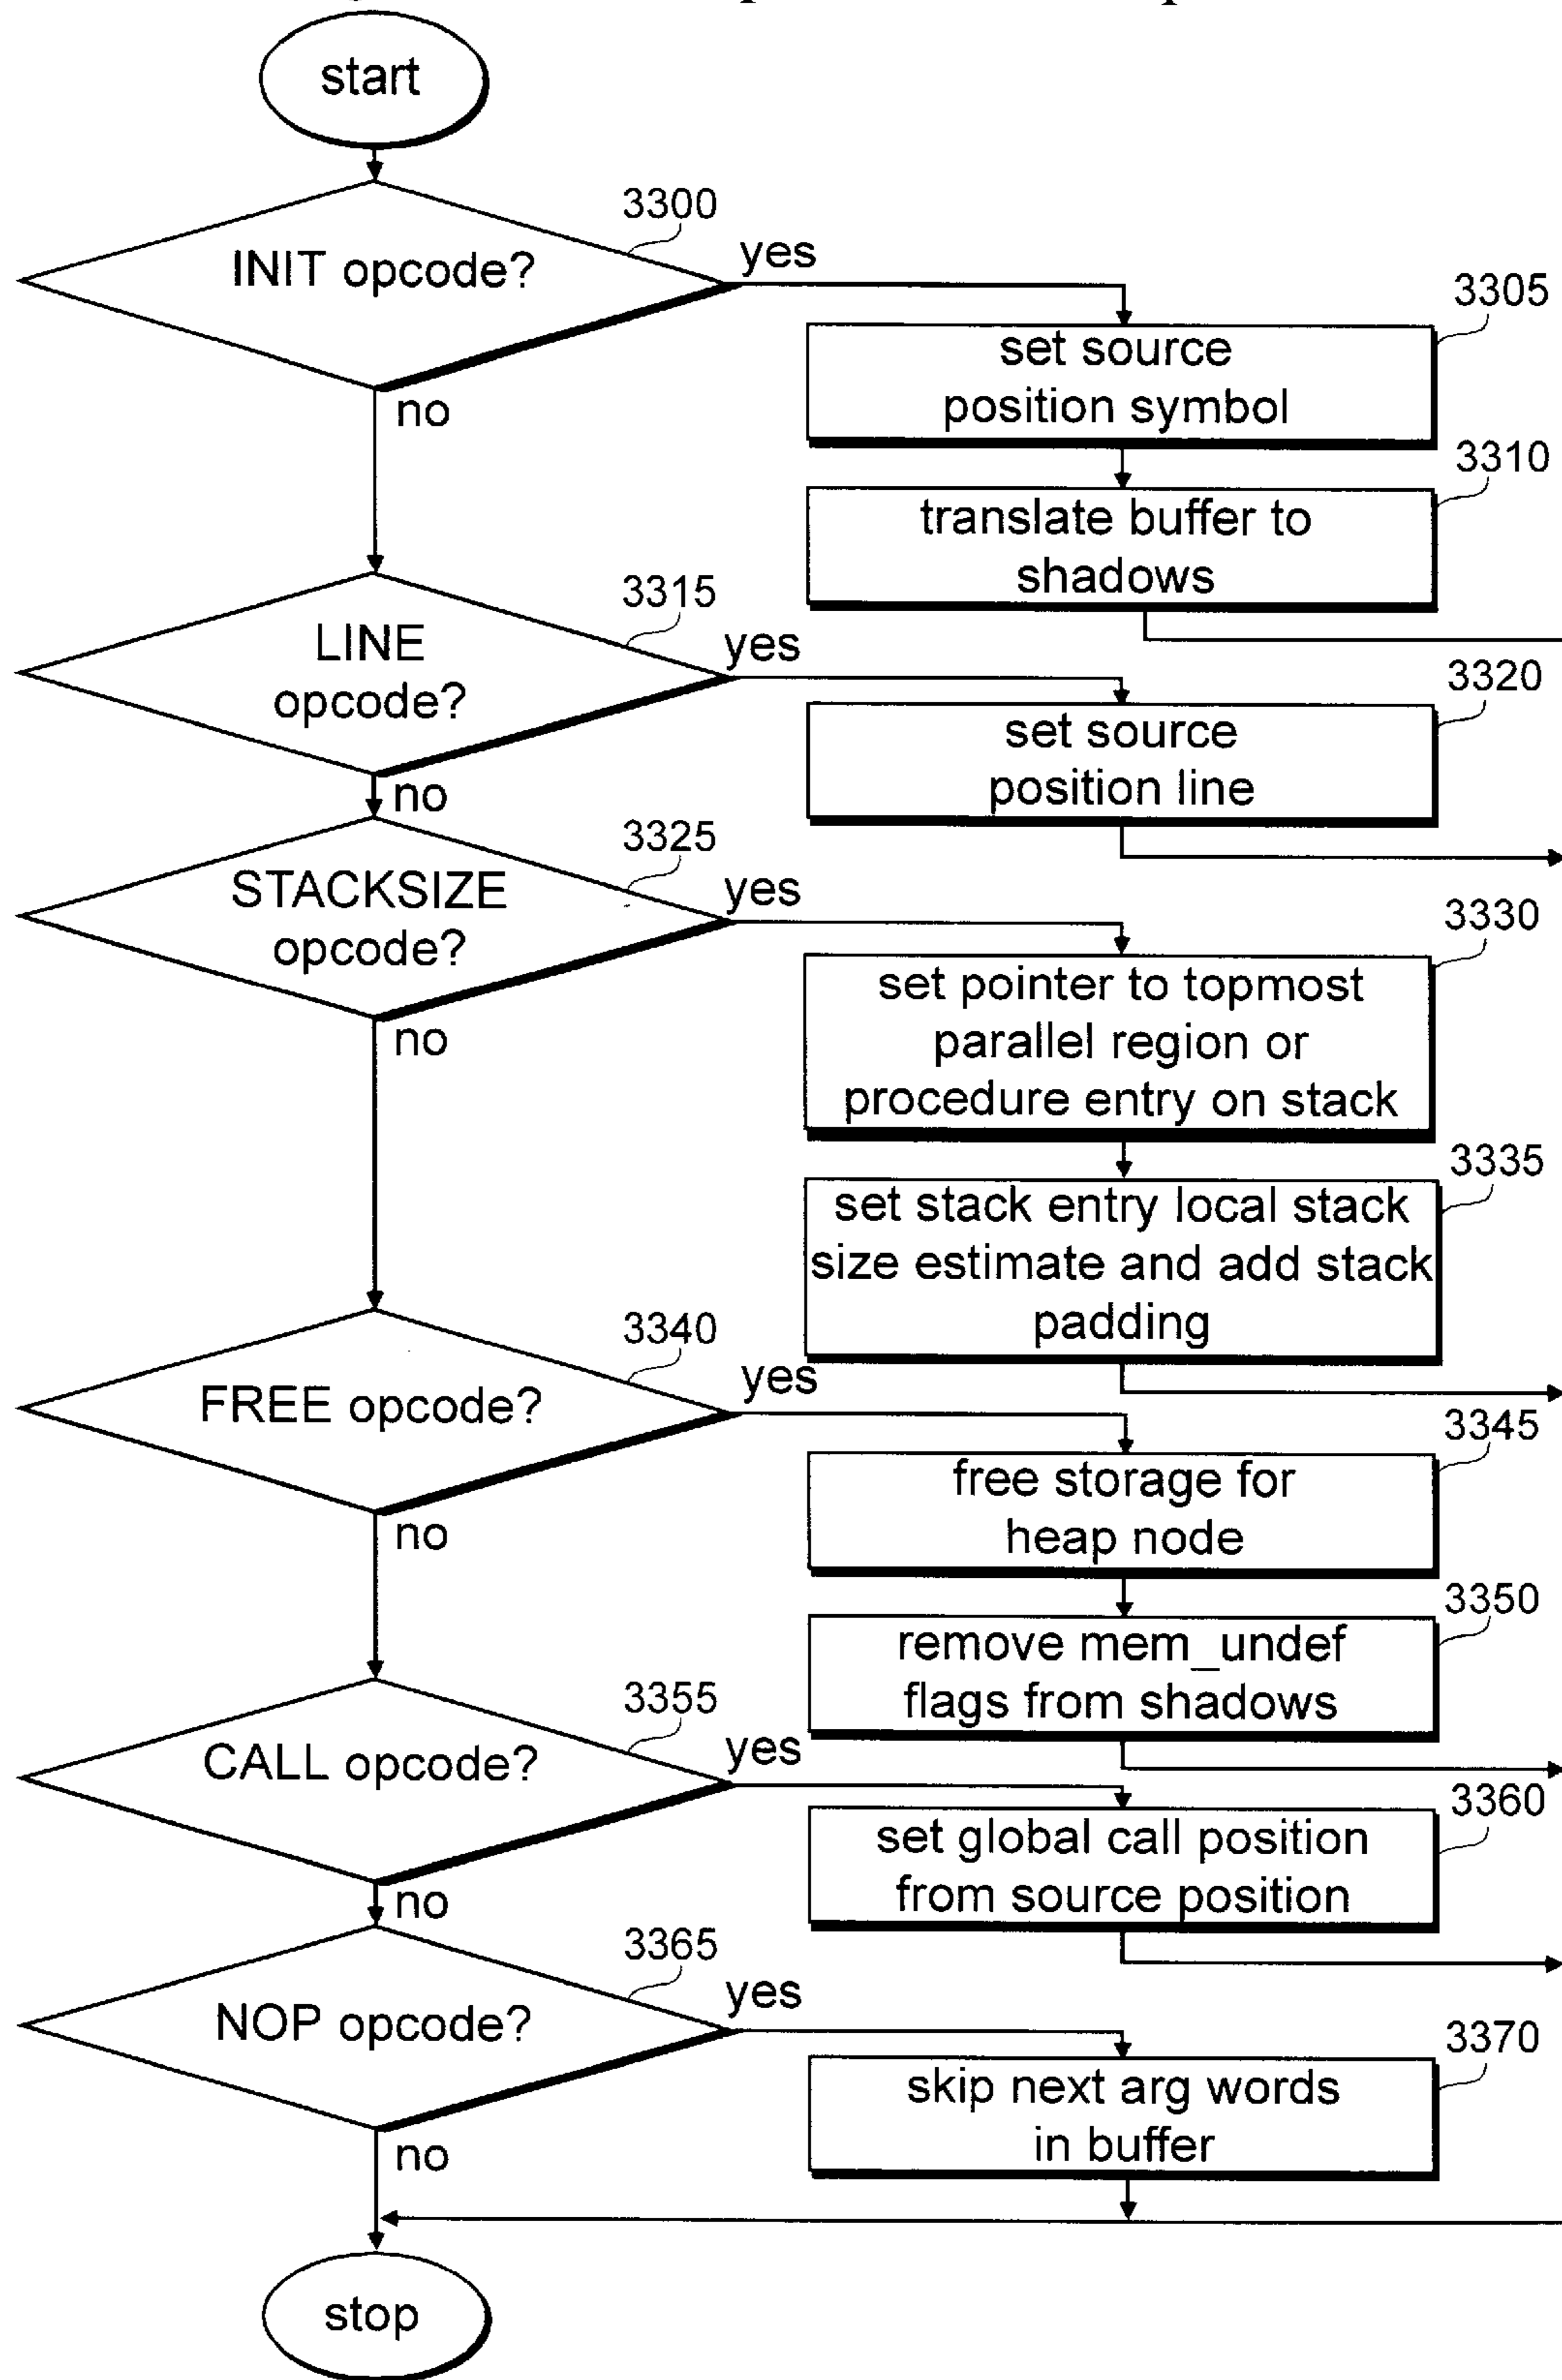 start
3300
INIT opcode?
yes
no
3305
set source
position symbol
3310
translate buffer to
shadows
3315
LINE
opcode?
yes
no
3320
set source
position line
3325
STACKSIZE
opcode?
yes
no
3330
set pointer to topmost
parallel region or
procedure entry on stack
3335
set stack entry local stack
size estimate and add stack
padding
3340
FREE opcode?
yes
no
3345
free storage for
heap node
3350
remove mem_undef
flags from shadows
3355
CALL opcode?
yes
no
3360
set global call position
from source position
3365
NOP opcode?
yes
no
3370
skip next arg words
in buffer
stop